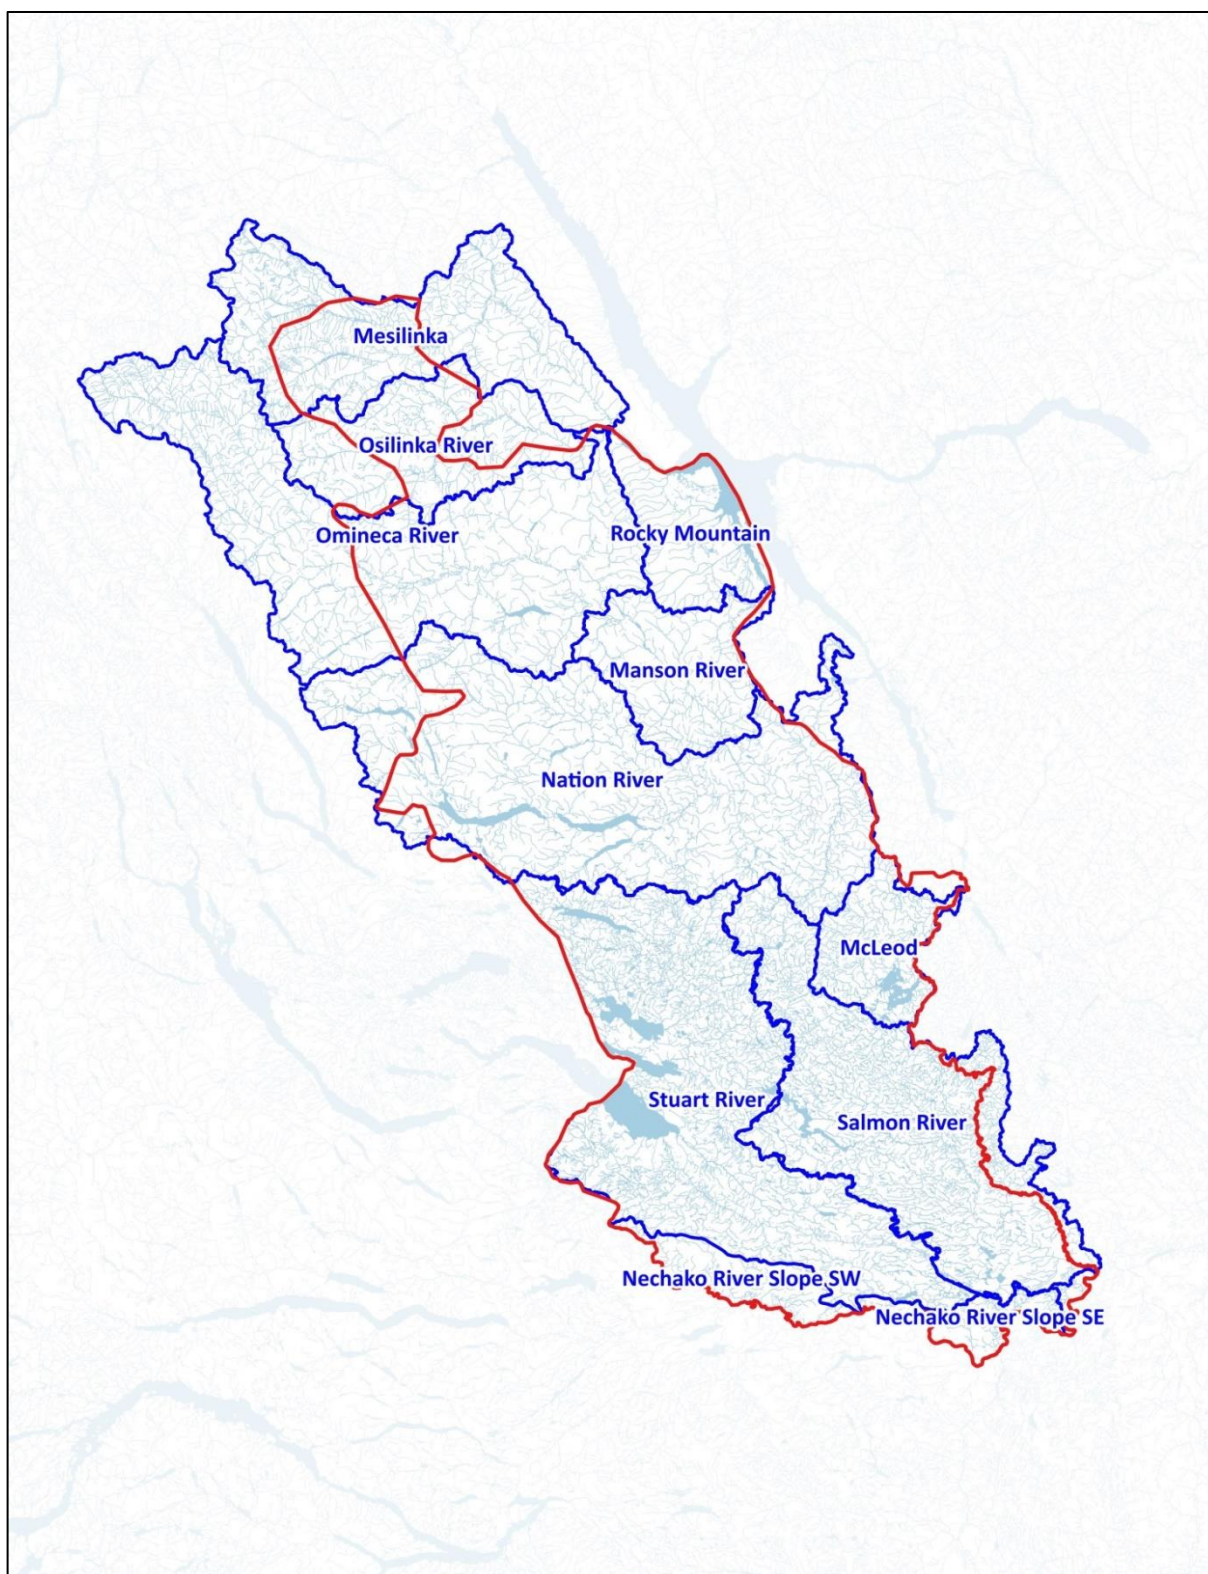 Mesilinka
Osilinka River
Omineca River
Rocky Mountain
Manson River
Nation River
McLeod
Stuart River
Salmon River
Nechako River Slope SW
Nechako River Slope SE